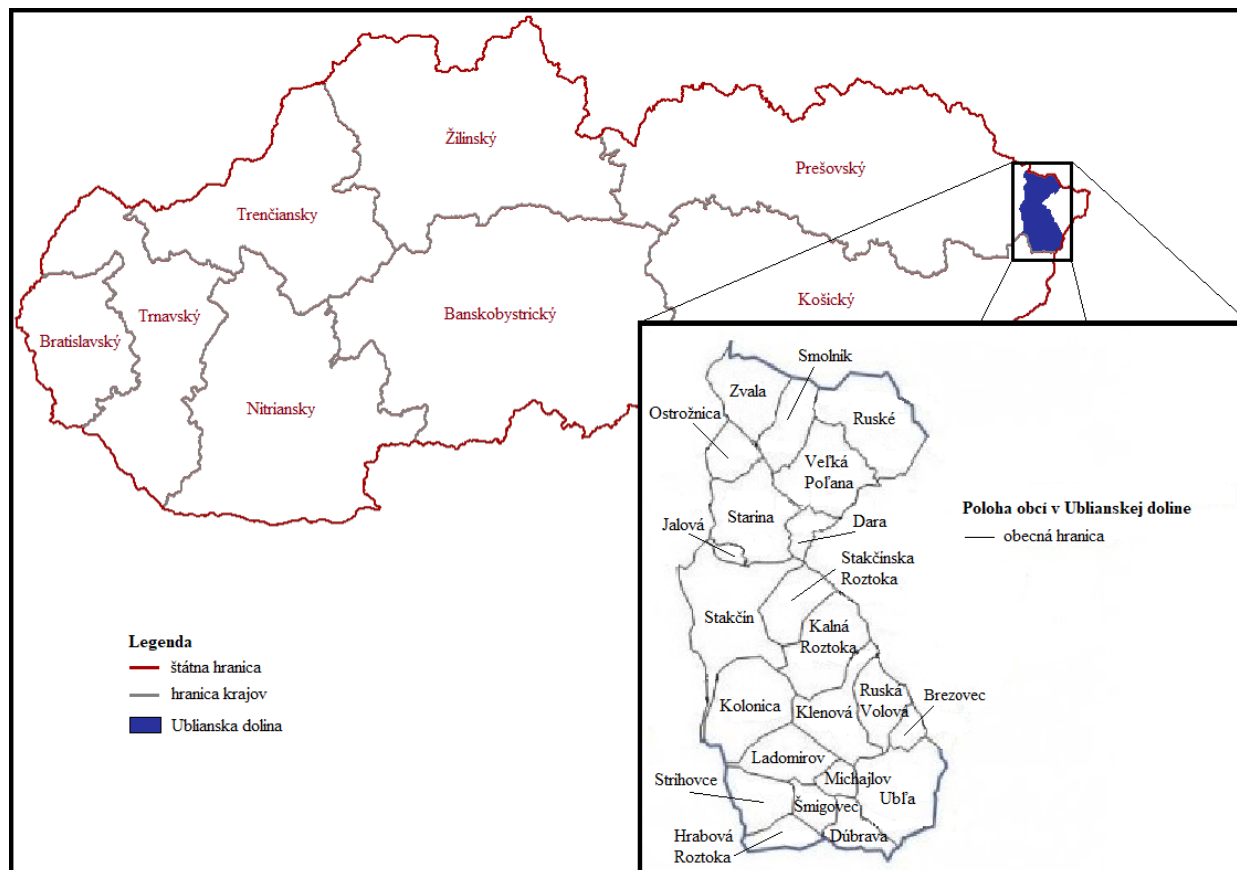 Žilinský
Prešovský
Trenčiansky
Košický
Banskobystrický
Trnavský
Bratislavský
Nitriansky
Legenda
štátna hranica
hranica krajov
Ublianska dolina
Smolnik
Zvala
Ostrožnica
Ruské
Veľká
Poľana
Starina
Dara
Jalová
Stakčínska
Roztoka
Stakčín
Kalná
Roztoka
Ruská
Volová
Brezovec
Kolonica
Klenová
Ladomirov
Michajlov
Strihovce
Ubľa
Šmigovec
Hrabová
Roztoka
Dúbrava
Poloha obcí v Ublianskej doline
obecná hranica